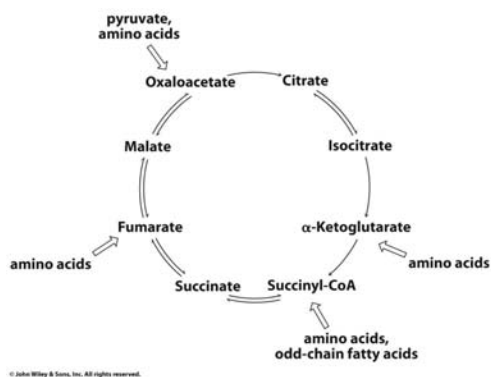 pyruvate,
amino acids
Oxaloacetate
Citrate
Malate
Isocitrate
Fumarate
α-Ketoglutarate
amino acids
amino acids
Succinate
Succinyl-CoA
amino acids,
odd-chain fatty acids
© John Wiley & Sons, Inc. All rights reserved.